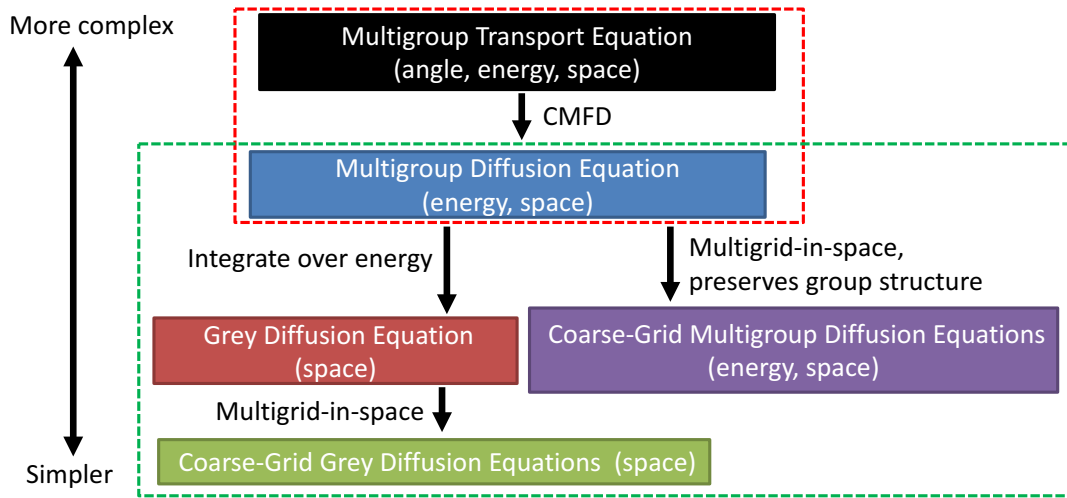 More complex
Multigroup Transport Equation
(angle, energy, space)
CMFD
Multigroup Diffusion Equation
(energy, space)
Integrate over energy
Multigrid-in-space,
preserves group structure
Grey Diffusion Equation
(space)
Coarse-Grid Multigroup Diffusion Equations
(energy, space)
Multigrid-in-space
Coarse-Grid Grey Diffusion Equations (space)
Simpler